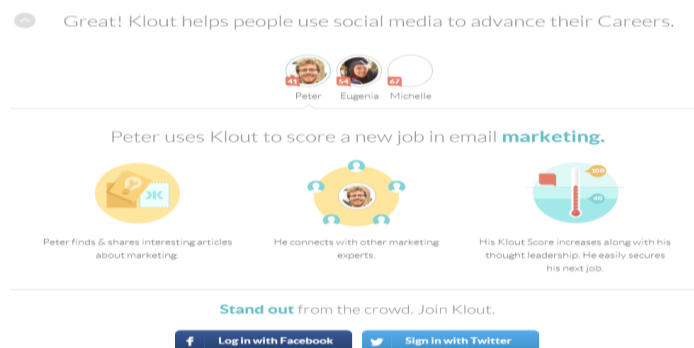 Great! Klout helps people use social media to advance their Careers.
41 54 67
Peter Eugenia Michelle
Peter uses Klout to score a new job in email marketing.
100
40
Peter finds & shares interesting articles
about marketing.
He connects with other marketing
experts.
His Klout Score increases along with his
thought leadership. He easily secures
his next job.
Stand out from the crowd. Join Klout.
f Log in with Facebook
Sign in with Twitter